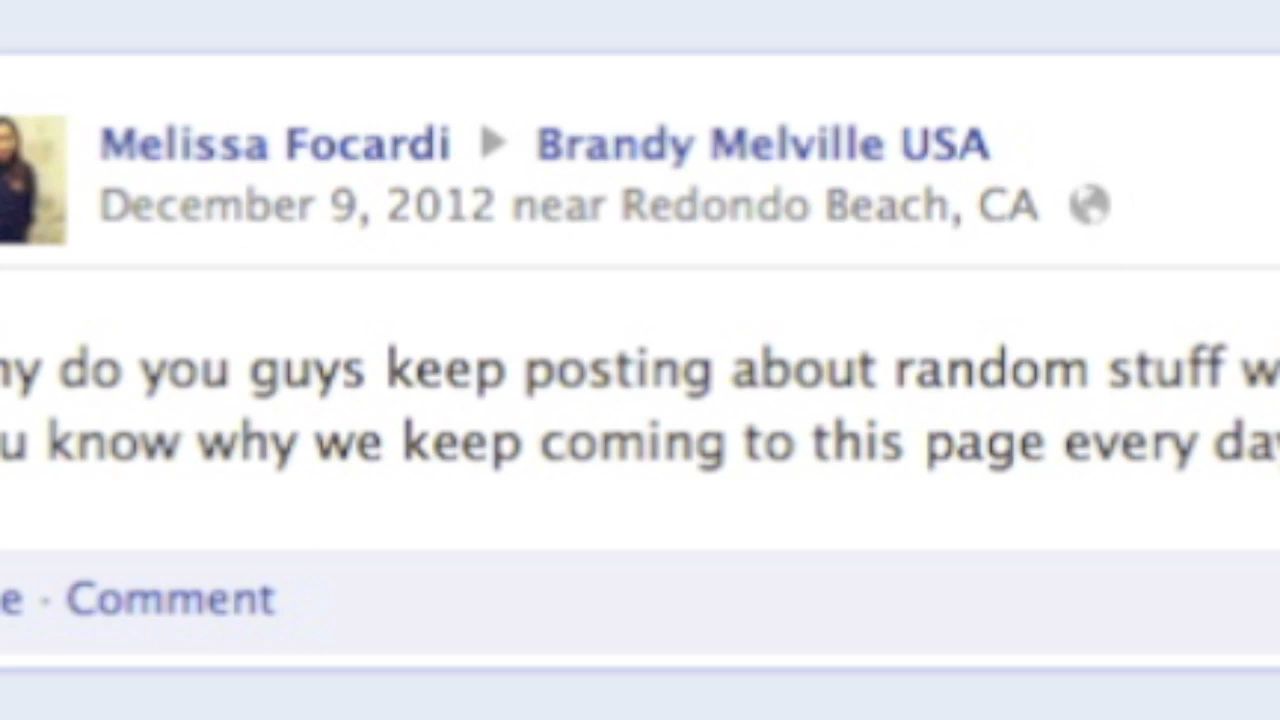 Melissa Focardi ▶ Brandy Melville USA
December 9, 2012 near Redondo Beach, CA
do you guys keep posting about random stuff
know why we keep coming to this page every
Comment